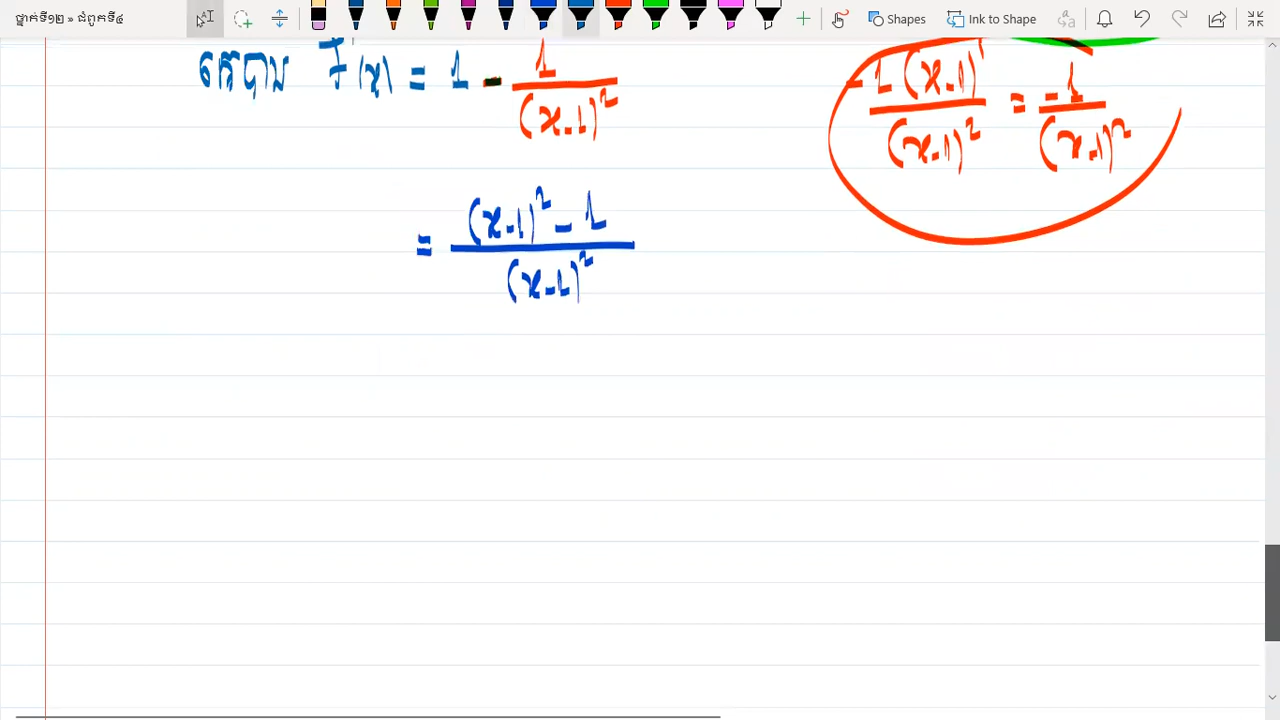 ថ្នាក់ទី១២ » ជំពូកទី៤
Shapes
Ink to Shape
គេបាន f'(x) = 1 - 1/(x-1)²
= ((x-1)² - 1)/(x-1)²
- 1(x-1)'/(x-1)² = -1/(x-1)²